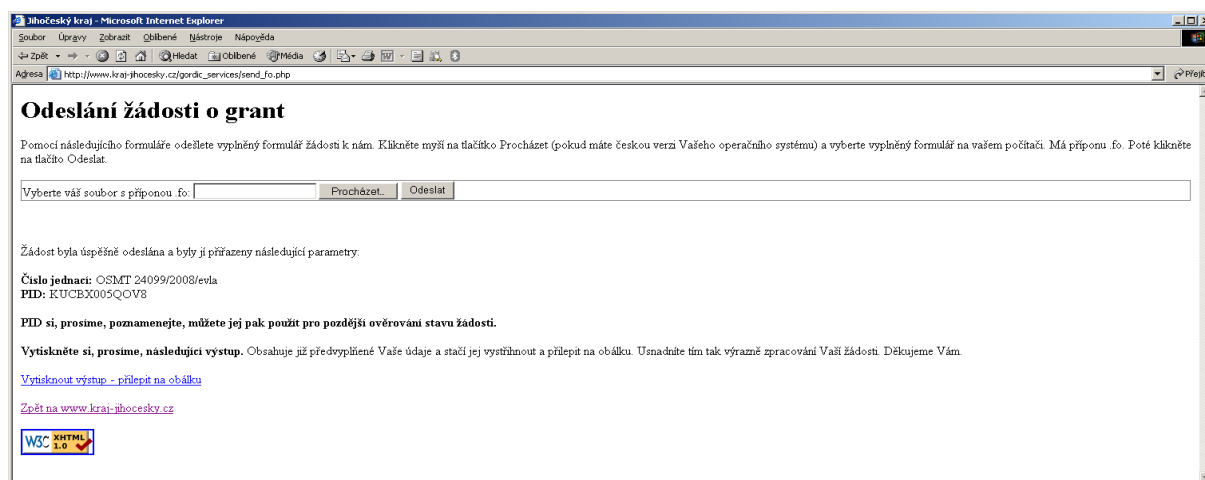 Jihočeský kraj - Microsoft Internet Explorer
Soubor Úpravy Zobrazit Oblíbené Nástroje Nápověda
Zpět Hledat Oblíbené Média
Adresa http://www.kraj-jihocesky.cz/gordic_services/send_fo.php Přejít
Odeslání žádosti o grant
Pomocí následujícího formuláře odešlete vyplněný formulář žádosti k nám. Klikněte myší na tlačítko Procházet (pokud máte českou verzi Vašeho operačního systému) a vyberte vyplněný formulář na vašem počítači. Má příponu .fo. Poté klikněte
na tlačíto Odeslat.
Vyberte váš soubor s příponou .fo: Procházet.. Odeslat
Žádost byla úspěšně odeslána a byly jí přiřazeny následující parametry:
Číslo jednací: OSMT 24099/2008/evla
PID: KUCBX005QOV8
PID si, prosíme, poznamenejte, můžete jej pak použít pro pozdější ověrování stavu žádosti.
Vytiskněte si, prosíme, následující výstup. Obsahuje již předvyplňené Vaše údaje a stačí jej vystřihnout a přilepit na obálku. Usnadníte tím tak výrazně zpracování Vaší žádosti. Děkujeme Vám.
Vytisknout výstup - přilepit na obálku
Zpět na www.kraj-jihocesky.cz
W3C XHTML
1.0